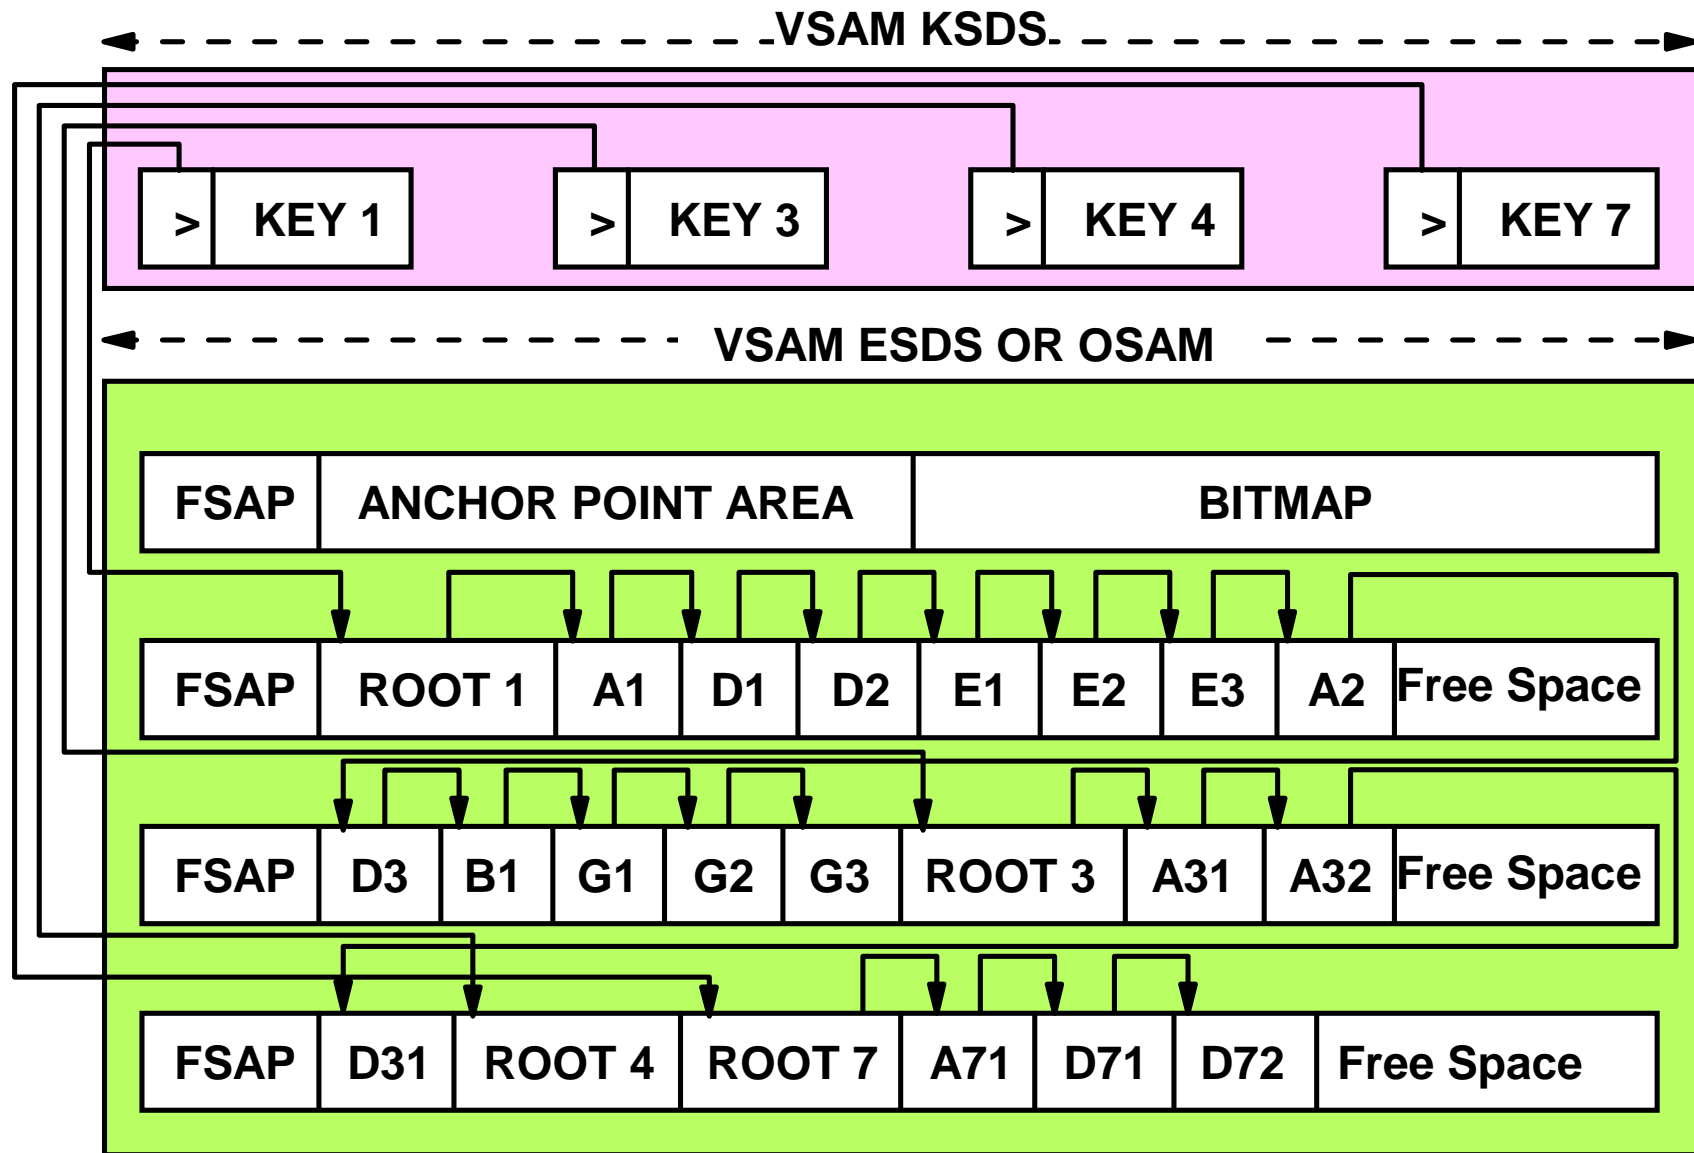 VSAM KSDS
> KEY 1 > KEY 3 > KEY 4 > KEY 7
VSAM ESDS OR OSAM
FSAP ANCHOR POINT AREA BITMAP
FSAP ROOT 1 A1 D1 D2 E1 E2 E3 A2 Free Space
FSAP D3 B1 G1 G2 G3 ROOT 3 A31 A32 Free Space
FSAP D31 ROOT 4 ROOT 7 A71 D71 D72 Free Space